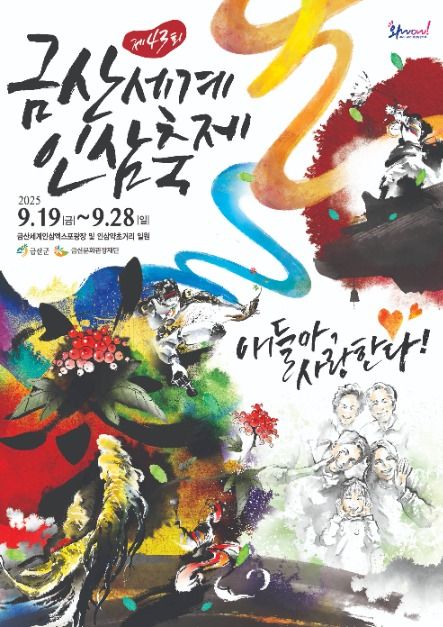 제43회
금산세계
인삼축제
2025
9.19|금|~9.28|일|
금산세계인삼엑스포광장 및 인삼약초거리 일원
금산군 금산문화관광재단
얘들아,
사랑한다!